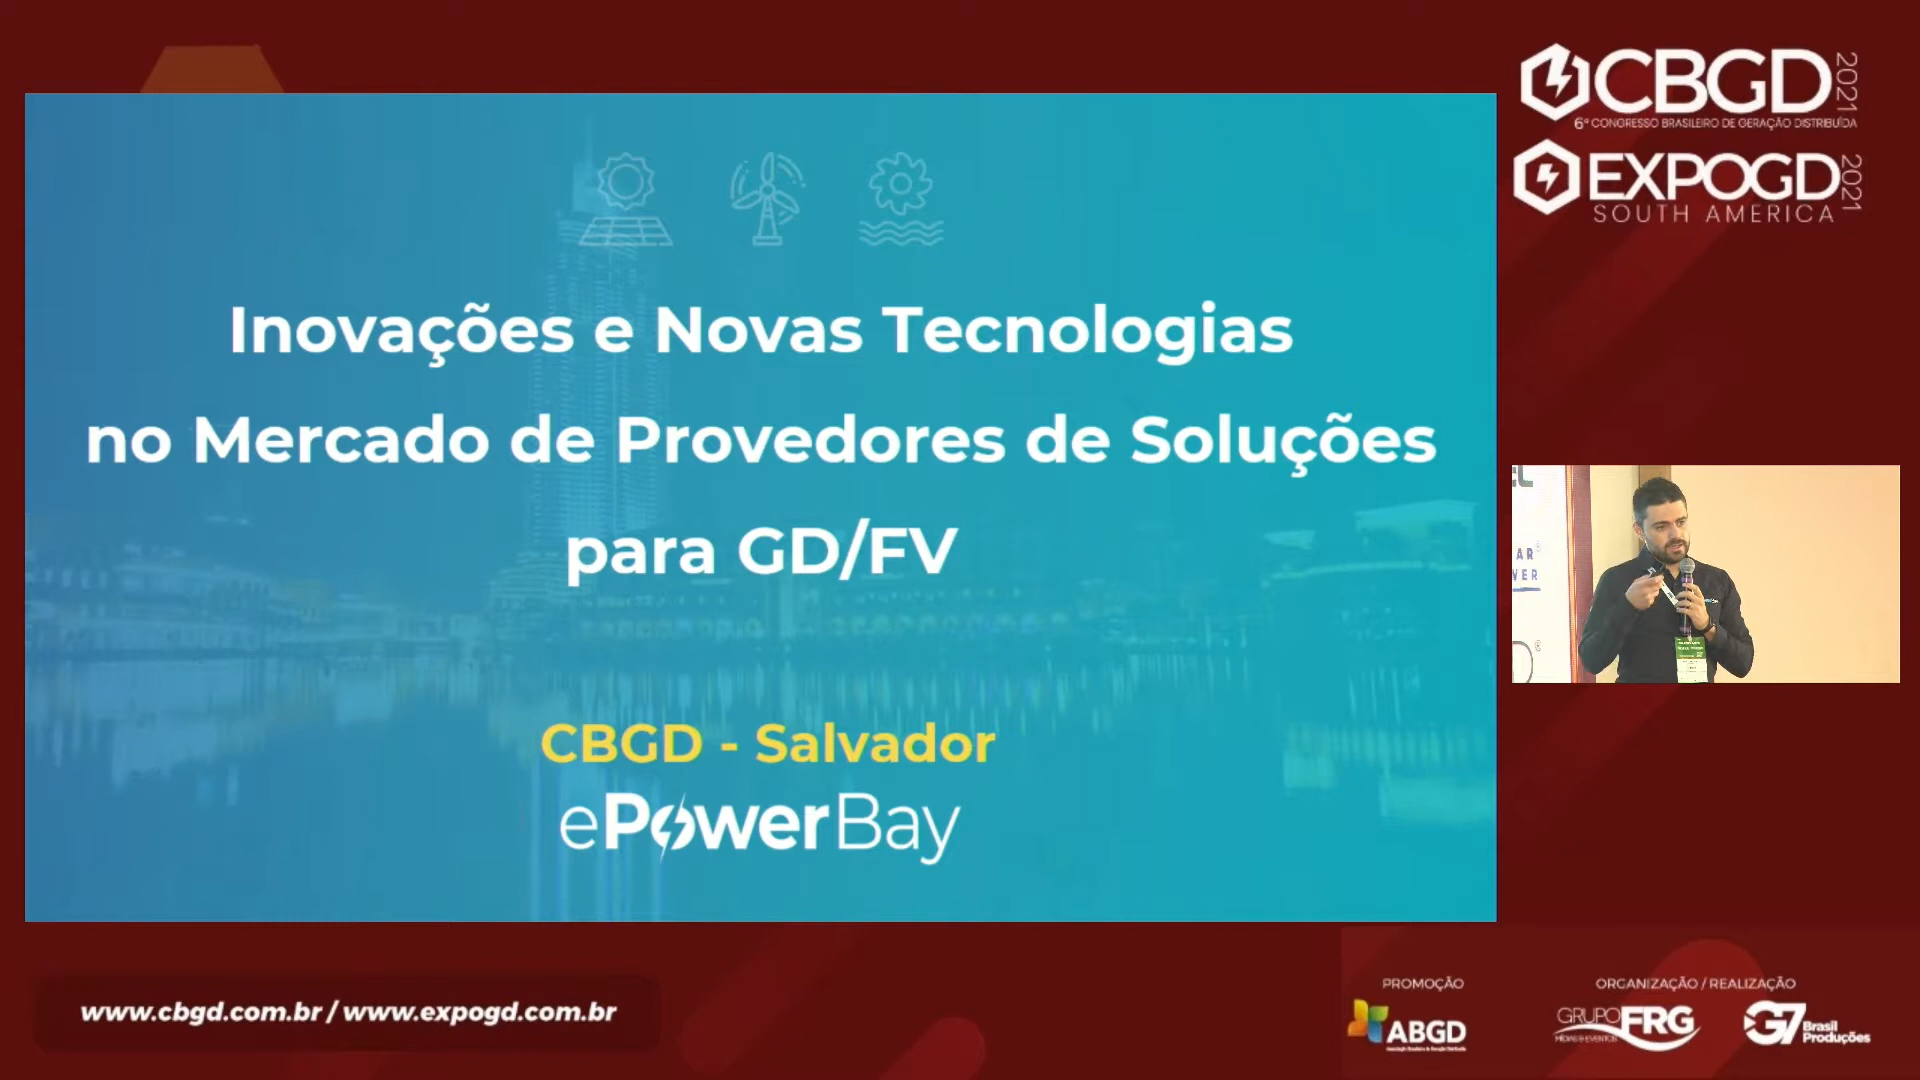 Inovações e Novas Tecnologias
no Mercado de Provedores de Soluções
para GD/FV
CBGD - Salvador
ePowerBay
CBGD 2021
6º CONGRESSO BRASILEIRO DE GERAÇÃO DISTRIBUÍDA
EXPOGD 2021
SOUTH AMERICA
www.cbgd.com.br / www.expogd.com.br
PROMOÇÃO
ABGD
ORGANIZAÇÃO / REALIZAÇÃO
GRUPO FRG
MÍDIAS & EVENTOS
G7 Brasil
Produções